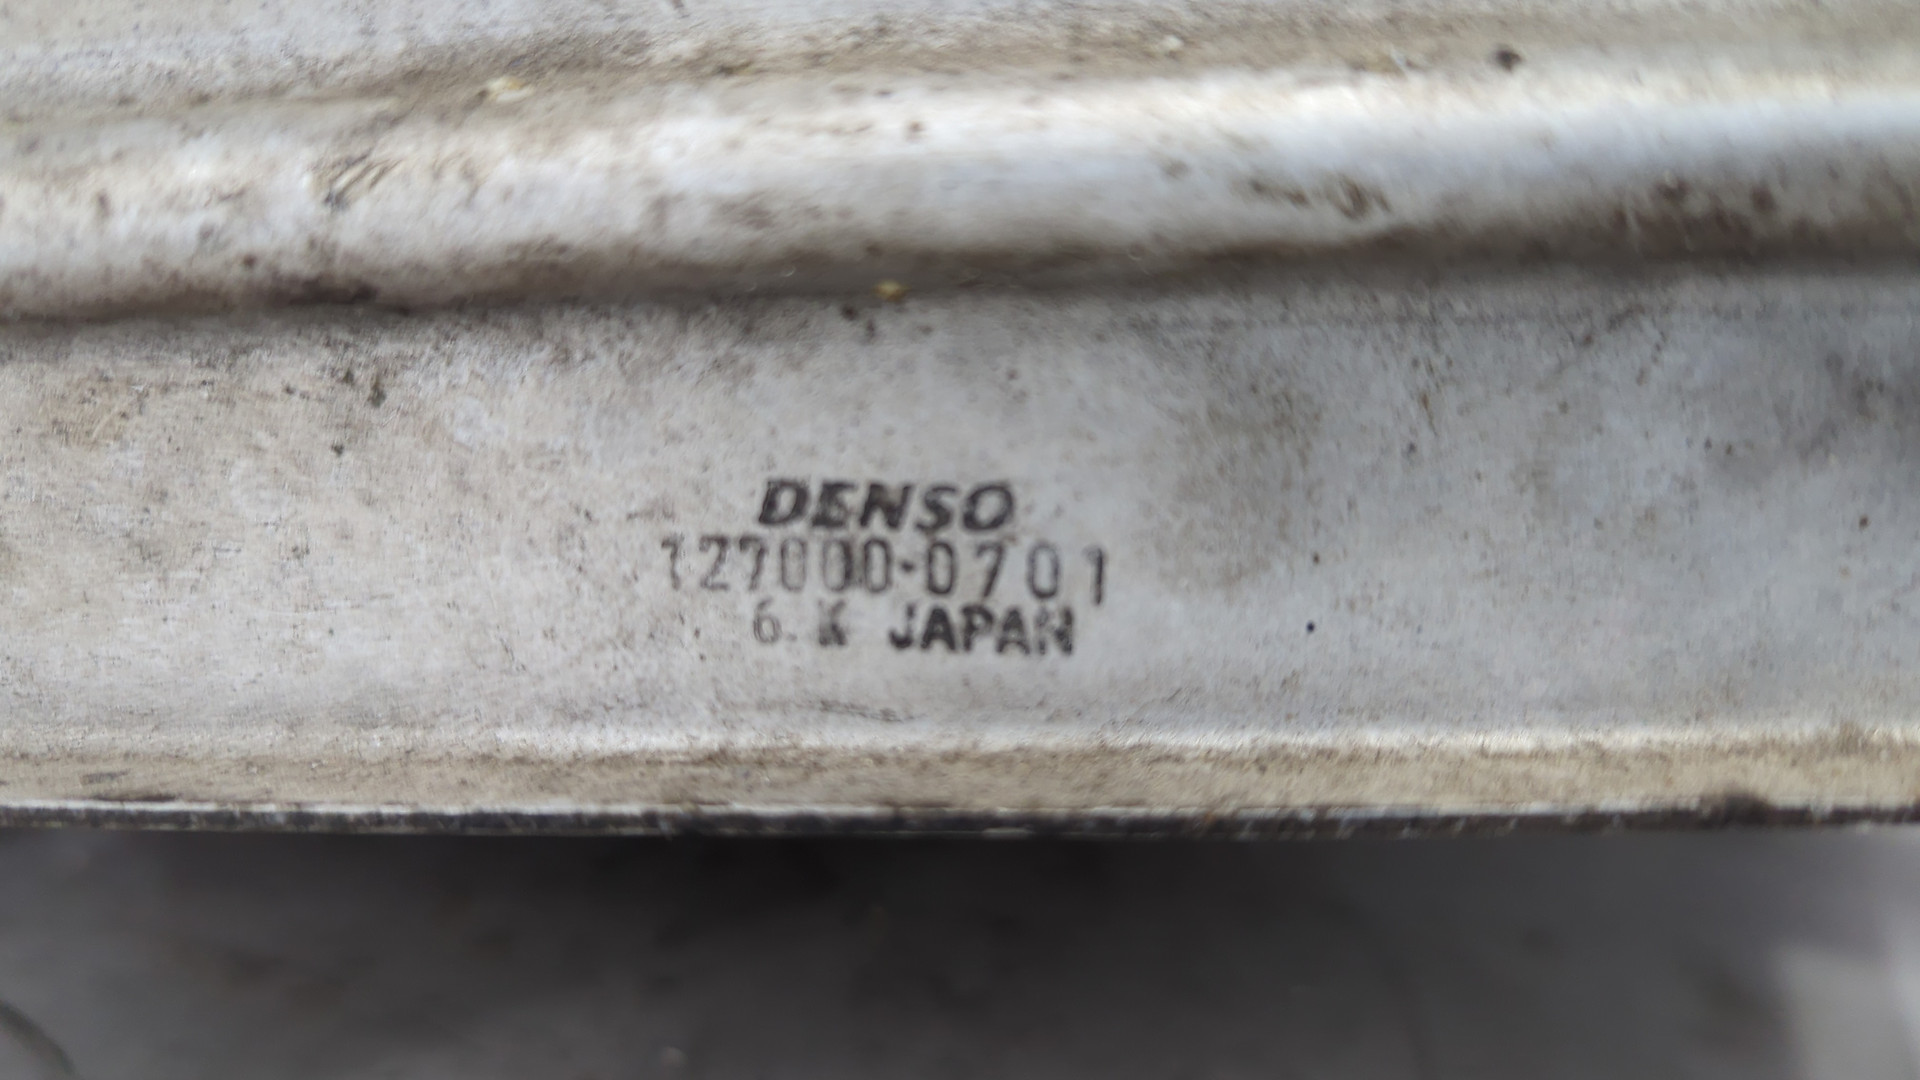 DENSO
127000-0701
6. K JAPAN